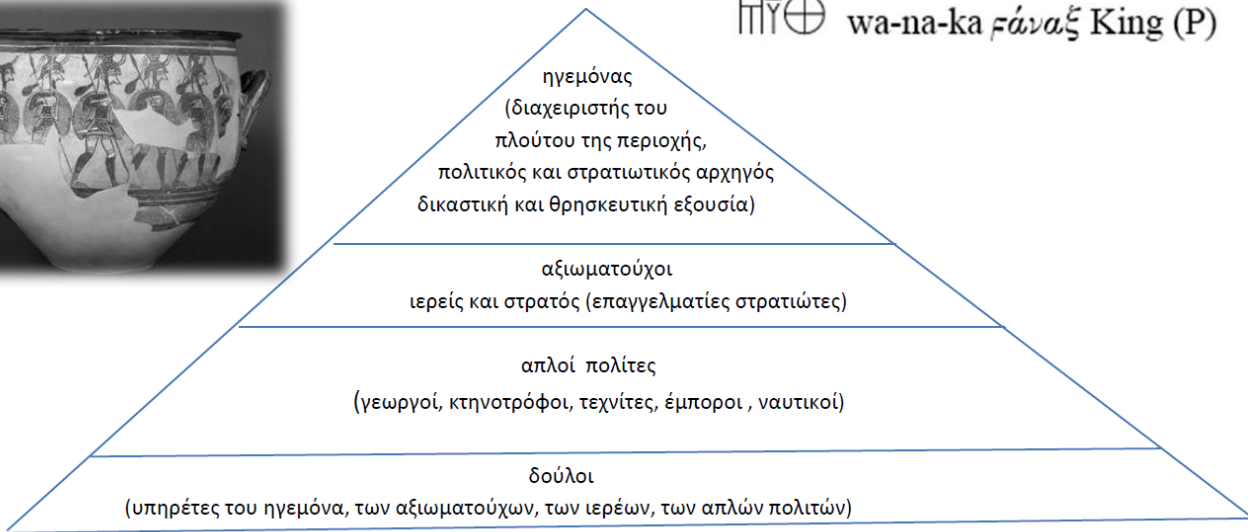 wa-na-ka ϝάναξ King (P)
ηγεμόνας
(διαχειριστής του
πλούτου της περιοχής,
πολιτικός και στρατιωτικός αρχηγός
δικαστική και θρησκευτική εξουσία)
αξιωματούχοι
ιερείς και στρατός (επαγγελματίες στρατιώτες)
απλοί πολίτες
(γεωργοί, κτηνοτρόφοι, τεχνίτες, έμποροι , ναυτικοί)
δούλοι
(υπηρέτες του ηγεμόνα, των αξιωματούχων, των ιερέων, των απλών πολιτών)